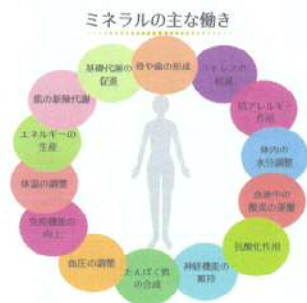 ミネラルの主な働き
骨や歯の形成
ストレスの
軽減
抗アレルギー
作用
体内の
水分調整
血液中の
酸素の運搬
抗酸化作用
神経機能の
維持
たんぱく質
の合成
血圧の調整
免疫機能の
向上
体温の調整
エネルギーの
生産
肌の新陳代謝
基礎代謝の
促進